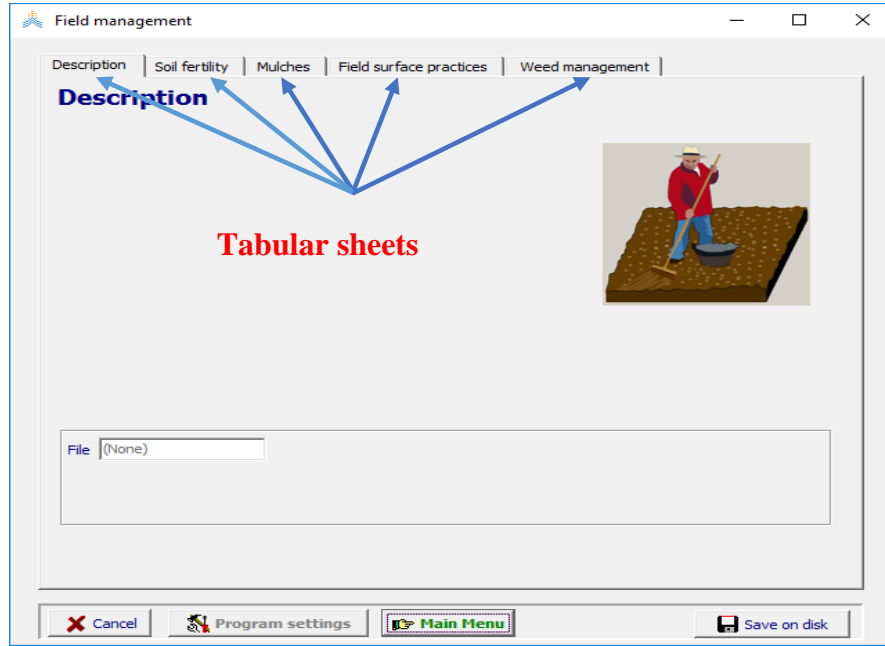 Field management
Description Soil fertility Mulches Field surface practices Weed management
Description
Tabular sheets
File (None)
Cancel Program settings Main Menu Save on disk